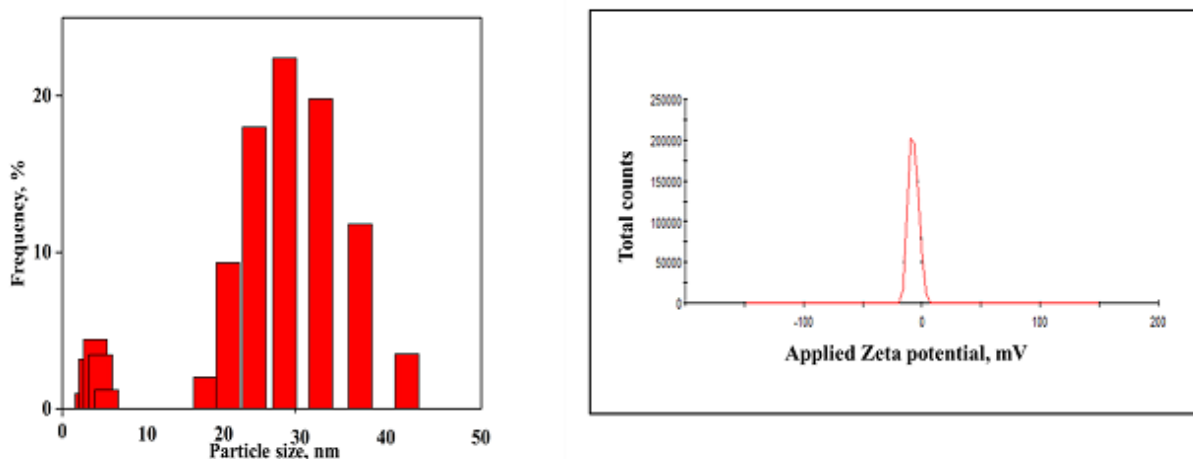 20
10
0
Frequency, %
0 10 20 30 40 50
Particle size, nm
250000
200000
150000
100000
50000
0
Total counts
-100 0 100 200
Applied Zeta potential, mV